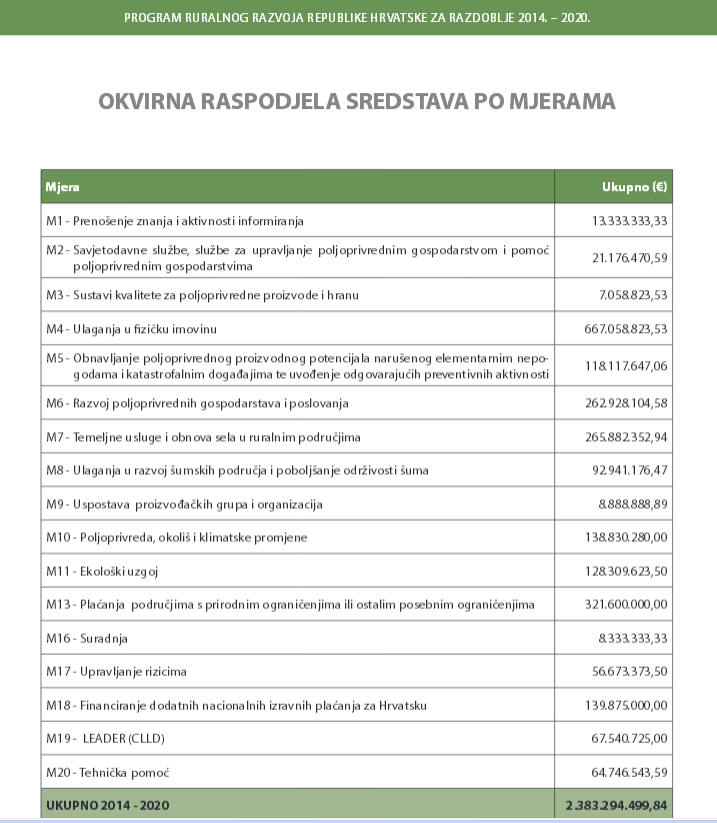 PROGRAM RURALNOG RAZVOJA REPUBLIKE HRVATSKE ZA RAZDOBLJE 2014. – 2020.
OKVIRNA RASPODJELA SREDSTAVA PO MJERAMA
Mjera Ukupno (€)
M1 - Prenošenje znanja i aktivnosti informiranja 13.333.333,33
M2 - Savjetodavne službe, službe za upravljanje poljoprivrednim gospodarstvom i pomoć
poljoprivrednim gospodarstvima 21.176.470,59
M3 - Sustavi kvalitete za poljoprivredne proizvode i hranu 7.058.823,53
M4 - Ulaganja u fizičku imovinu 667.058.823,53
M5 - Obnavljanje poljoprivrednog proizvodnog potencijala narušenog elementarnim nepo-
godama i katastrofalnim događajima te uvođenje odgovarajućih preventivnih aktivnosti 118.117.647,06
M6 - Razvoj poljoprivrednih gospodarstava i poslovanja 262.928.104,58
M7 - Temeljne usluge i obnova sela u ruralnim područjima 265.882.352,94
M8 - Ulaganja u razvoj šumskih područja i poboljšanje održivosti šuma 92.941.176,47
M9 - Uspostava proizvođačkih grupa i organizacija 8.888.888,89
M10 - Poljoprivreda, okoliš i klimatske promjene 138.830.280,00
M11 - Ekološki uzgoj 128.309.623,50
M13 - Plaćanja područjima s prirodnim ograničenjima ili ostalim posebnim ograničenjima 321.600.000,00
M16 - Suradnja 8.333.333,33
M17 - Upravljanje rizicima 56.673.373,50
M18 - Financiranje dodatnih nacionalnih izravnih plaćanja za Hrvatsku 139.875.000,00
M19 - LEADER (CLLD) 67.540.725,00
M20 - Tehnička pomoć 64.746.543,59
UKUPNO 2014 - 2020 2.383.294.499,84